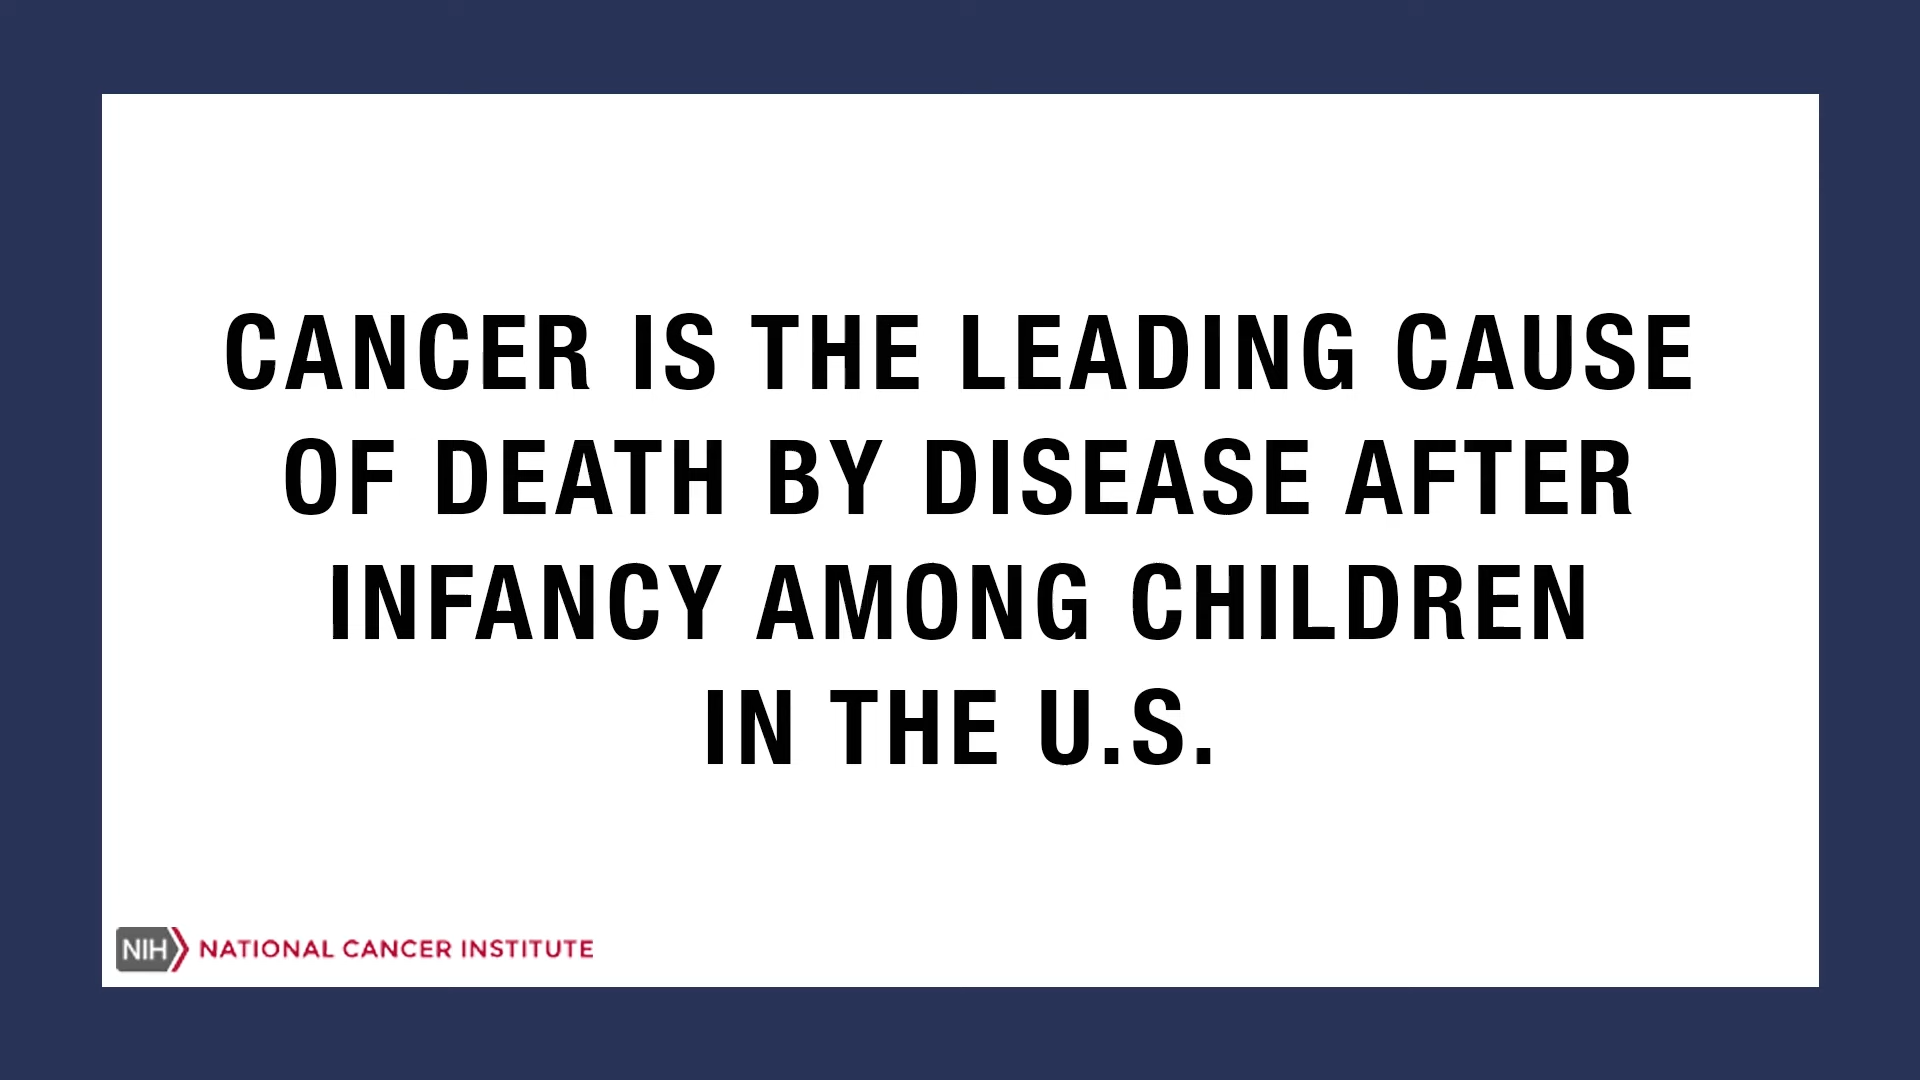 CANCER IS THE LEADING CAUSE
OF DEATH BY DISEASE AFTER
INFANCY AMONG CHILDREN
IN THE U.S.
NIH NATIONAL CANCER INSTITUTE